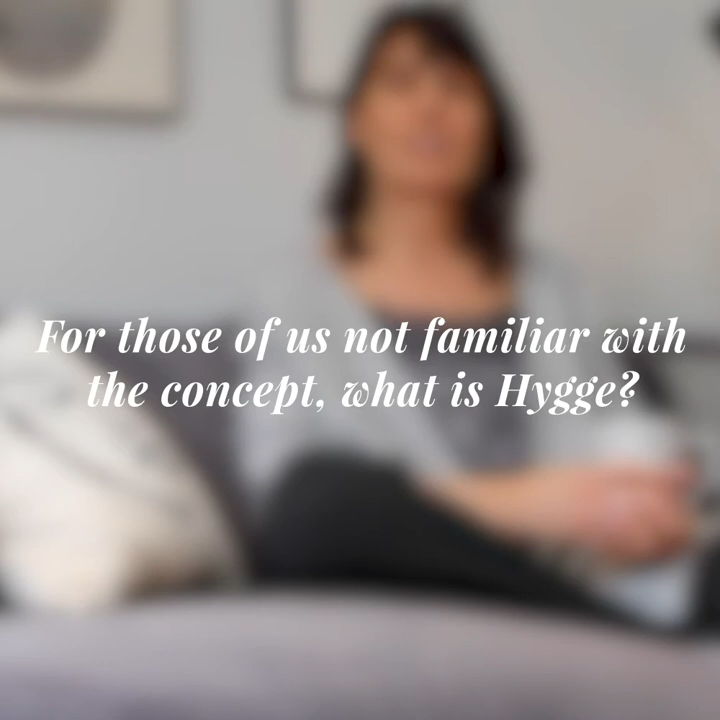 For those of us not familiar with
the concept, what is Hygge?